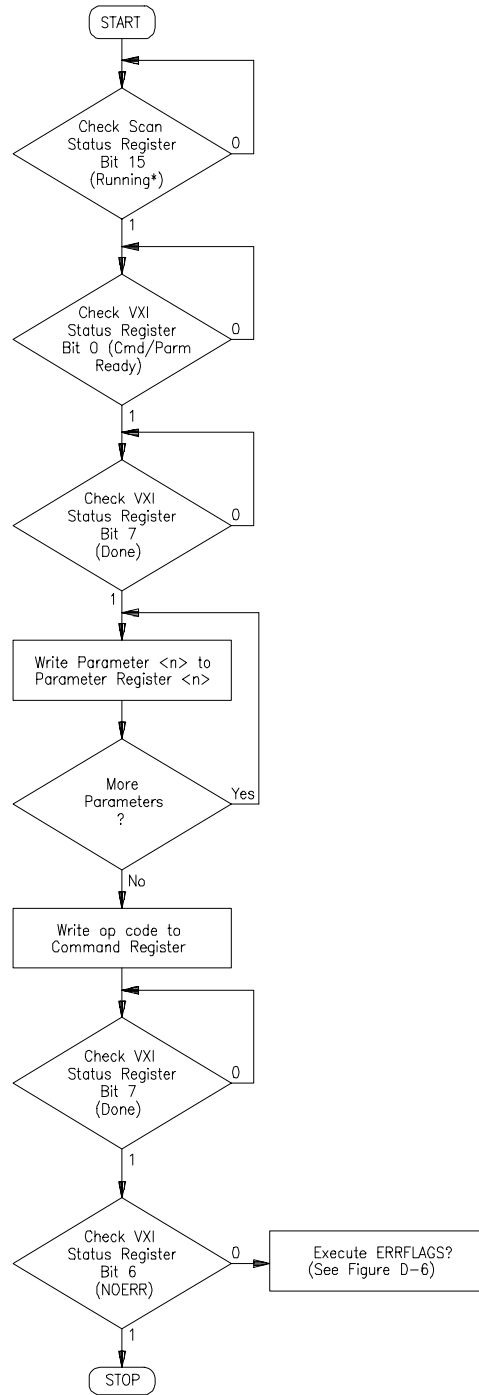 START
Check Scan
Status Register
Bit 15
(Running*)
0
1
Check VXI
Status Register
Bit 0 (Cmd/Parm
Ready)
0
1
Check VXI
Status Register
Bit 7
(Done)
0
1
Write Parameter <n> to
Parameter Register <n>
More
Parameters
?
Yes
No
Write op code to
Command Register
Check VXI
Status Register
Bit 7
(Done)
0
1
Check VXI
Status Register
Bit 6
(NOERR)
0
Execute ERRFLAGS?
(See Figure D-6)
1
STOP